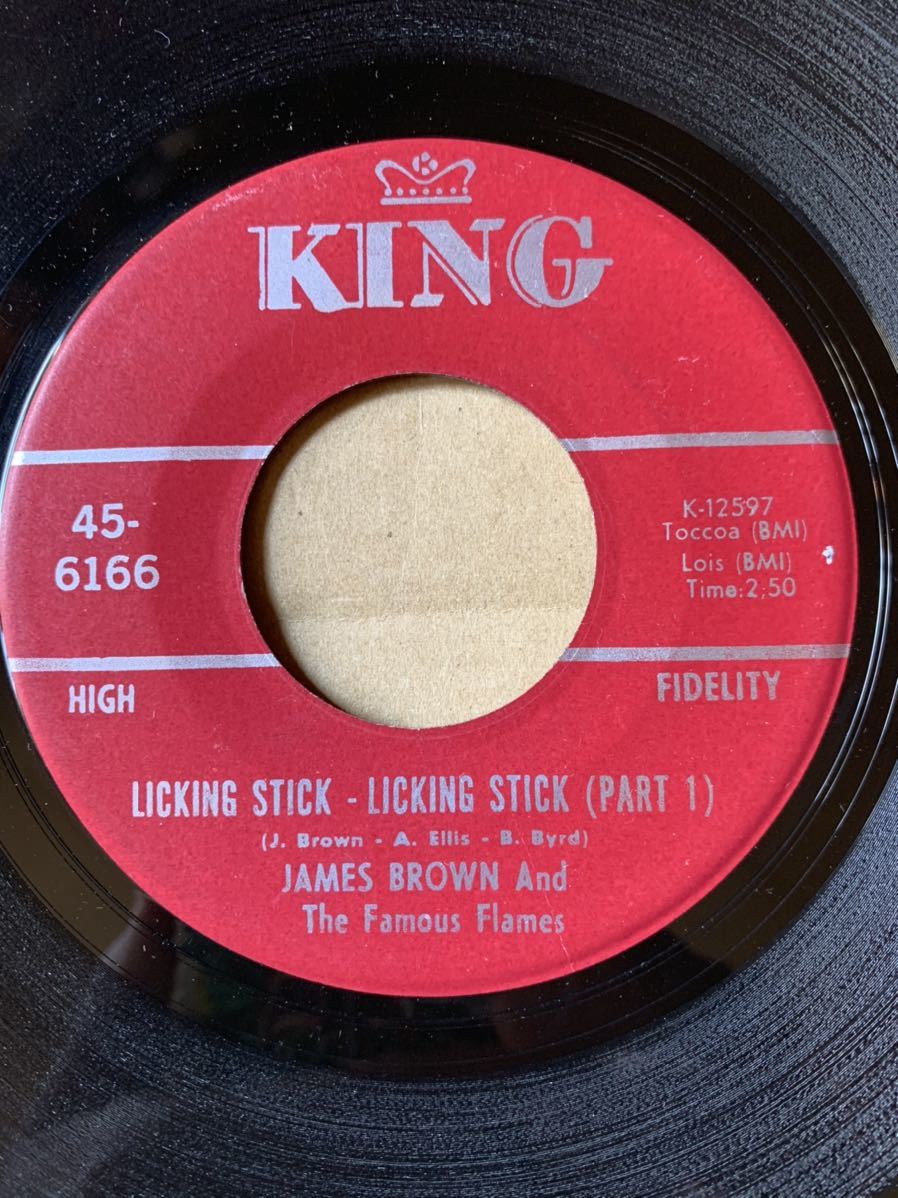 KING
45-
6166
K-12597
Toccoa (BMI)
Lois (BMI)
Time:2;50
HIGH
FIDELITY
LICKING STICK - LICKING STICK (PART 1)
(J. Brown - A. Ellis - B. Byrd)
JAMES BROWN And
The Famous Flames